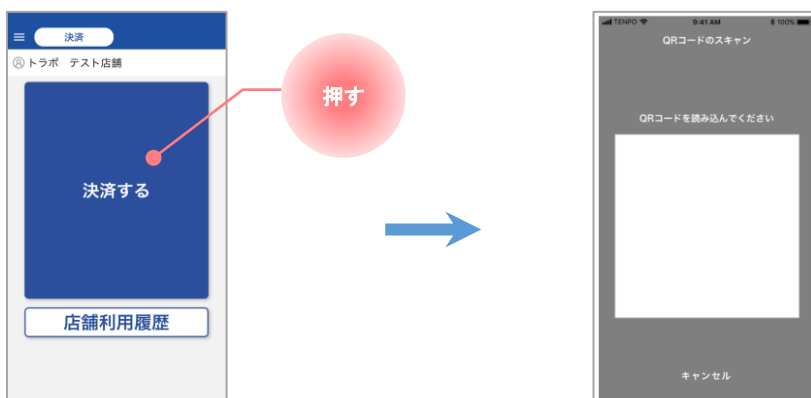 決済
トラポ テスト店舗
決済する
店舗利用履歴
押す
TENPO 9:41 AM 100%
QRコードのスキャン
QRコードを読み込んでください
キャンセル